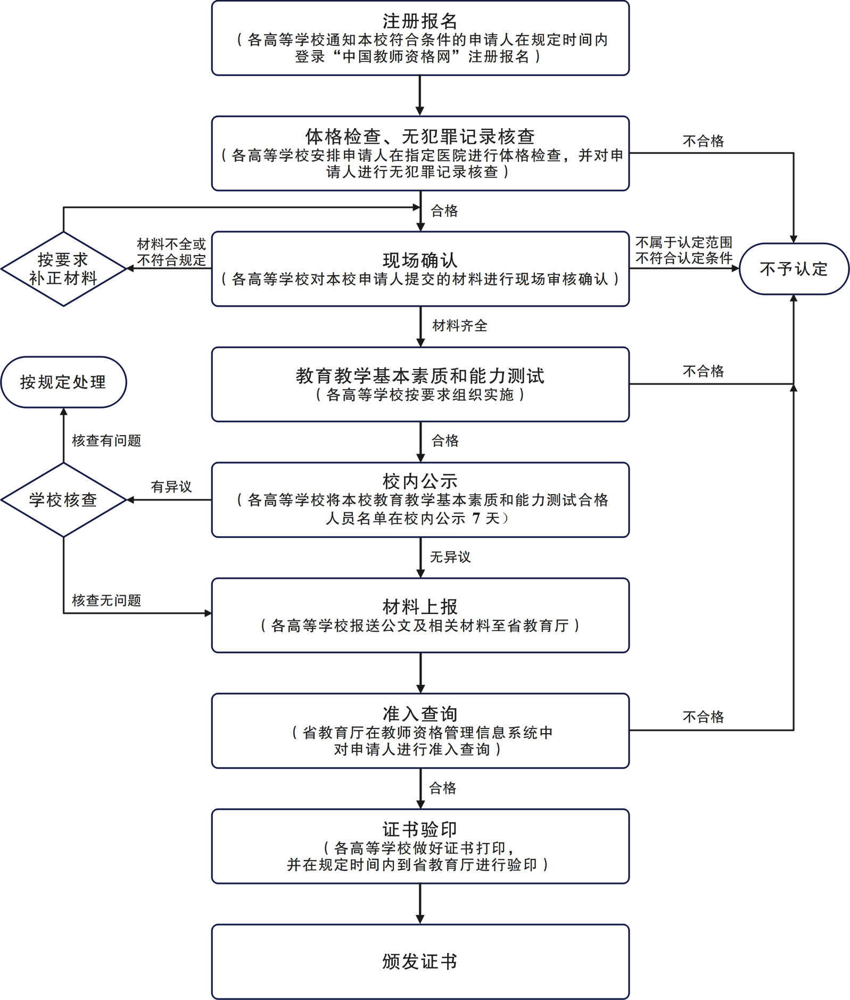 注册报名
（各高等学校通知本校符合条件的申请人在规定时间内
登录“中国教师资格网”注册报名）
体格检查、无犯罪记录核查
（各高等学校安排申请人在指定医院进行体格检查，并对申
请人进行无犯罪记录核查）
不合格
合格
按要求
补正材料
材料不全或
不符合规定
现场确认
（各高等学校对本校申请人提交的材料进行现场审核确认）
不属于认定范围
不符合认定条件
不予认定
材料齐全
教育教学基本素质和能力测试
（各高等学校按要求组织实施）
不合格
按规定处理
核查有问题
合格
学校核查
有异议
校内公示
（各高等学校将本校教育教学基本素质和能力测试合格
人员名单在校内公示 7 天）
无异议
核查无问题
材料上报
（各高等学校报送公文及相关材料至省教育厅）
准入查询
（省教育厅在教师资格管理信息系统中
对申请人进行准入查询）
不合格
合格
证书验印
（各高等学校做好证书打印，
并在规定时间内到省教育厅进行验印）
颁发证书